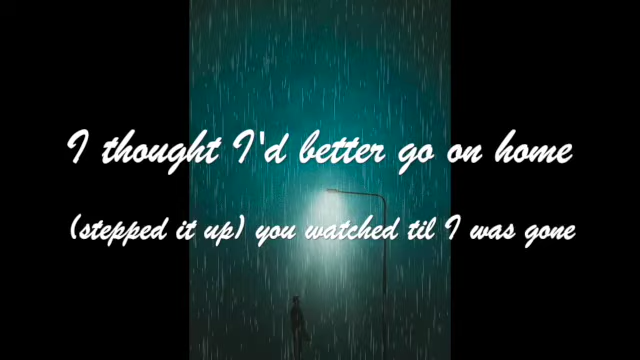 I thought I'd better go on home
(stepped it up) you watched til I was gone